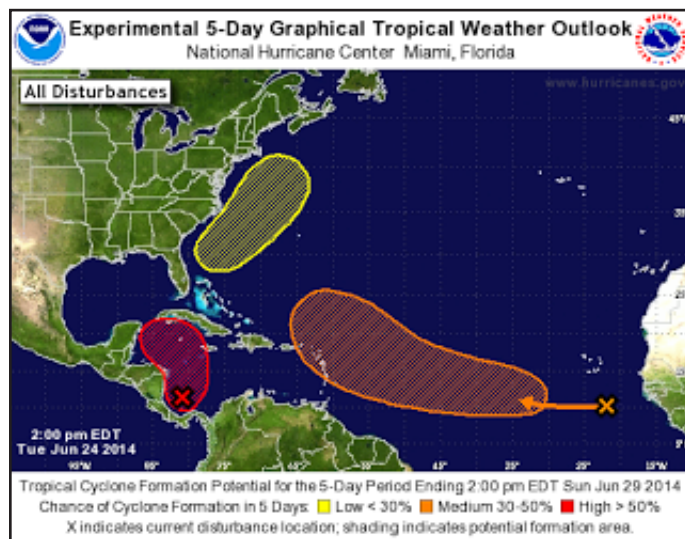 Experimental 5-Day Graphical Tropical Weather Outlook
National Hurricane Center Miami, Florida
All Disturbances
www.hurricanes.gov
2:00 pm EDT
Tue Jun 24 2014
Tropical Cyclone Formation Potential for the 5-Day Period Ending 2:00 pm EDT Sun Jun 29 2014
Chance of Cyclone Formation in 5 Days: Low < 30% Medium 30-50% High > 50%
X indicates current disturbance location; shading indicates potential formation area.